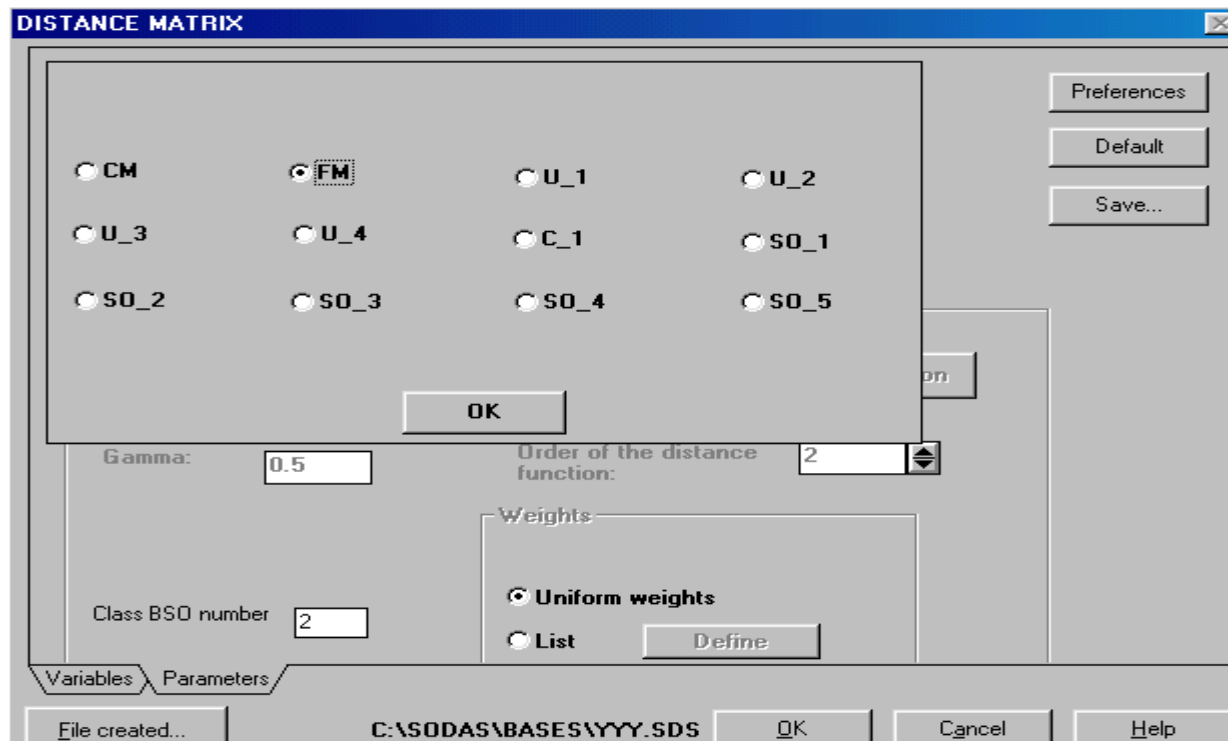 DISTANCE MATRIX
Preferences
Default
Save...
CM FM U_1 U_2
U_3 U_4 C_1 SO_1
SO_2 SO_3 SO_4 SO_5
OK
Gamma: 0.5
Order of the distance function: 2
Weights
Uniform weights
List Define
Class BSO number 2
Variables Parameters
File created... C:\SODAS\BASES\YYY.SDS OK Cancel Help